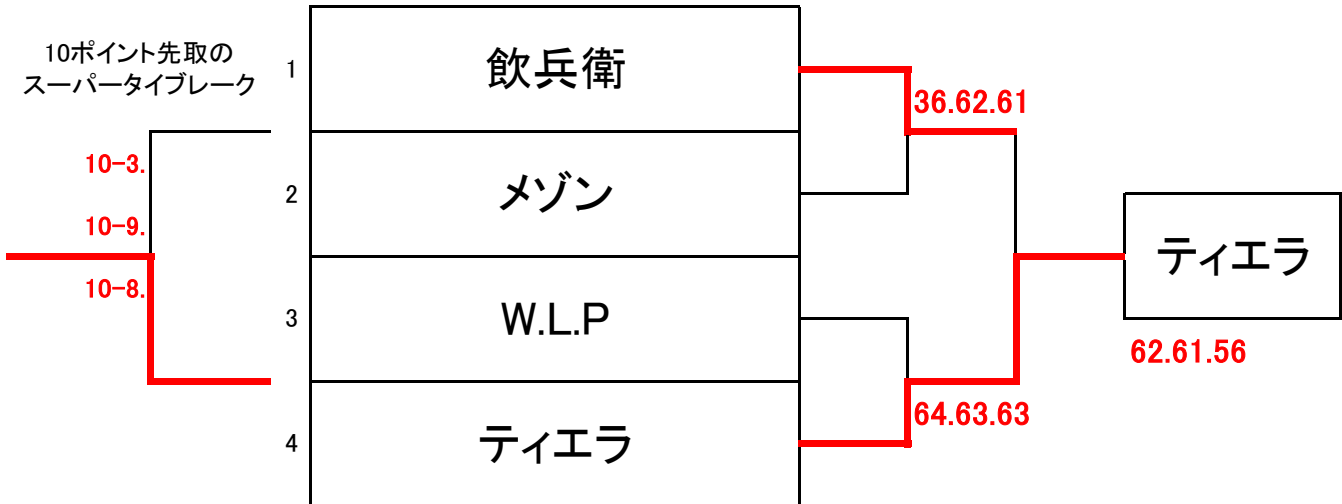 10ポイント先取の
スーパータイブレーク
10-3.
10-9.
10-8.
1
飲兵衛
2
メゾン
3
W.L.P
4
ティエラ
36.62.61
64.63.63
ティエラ
62.61.56